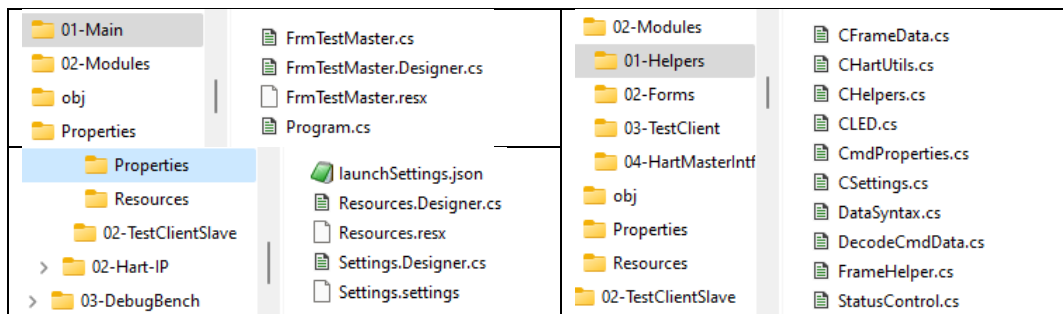 01-Main
02-Modules
obj
Properties
FrmTestMaster.cs
FrmTestMaster.Designer.cs
FrmTestMaster.resx
Program.cs
Properties
Resources
02-TestClientSlave
02-Hart-IP
03-DebugBench
launchSettings.json
Resources.Designer.cs
Resources.resx
Settings.Designer.cs
Settings.settings
02-Modules
01-Helpers
02-Forms
03-TestClient
04-HartMasterIntf
obj
Properties
Resources
02-TestClientSlave
CFrameData.cs
CHartUtils.cs
CHelpers.cs
CLED.cs
CmdProperties.cs
CSettings.cs
DataSyntax.cs
DecodeCmdData.cs
FrameHelper.cs
StatusControl.cs